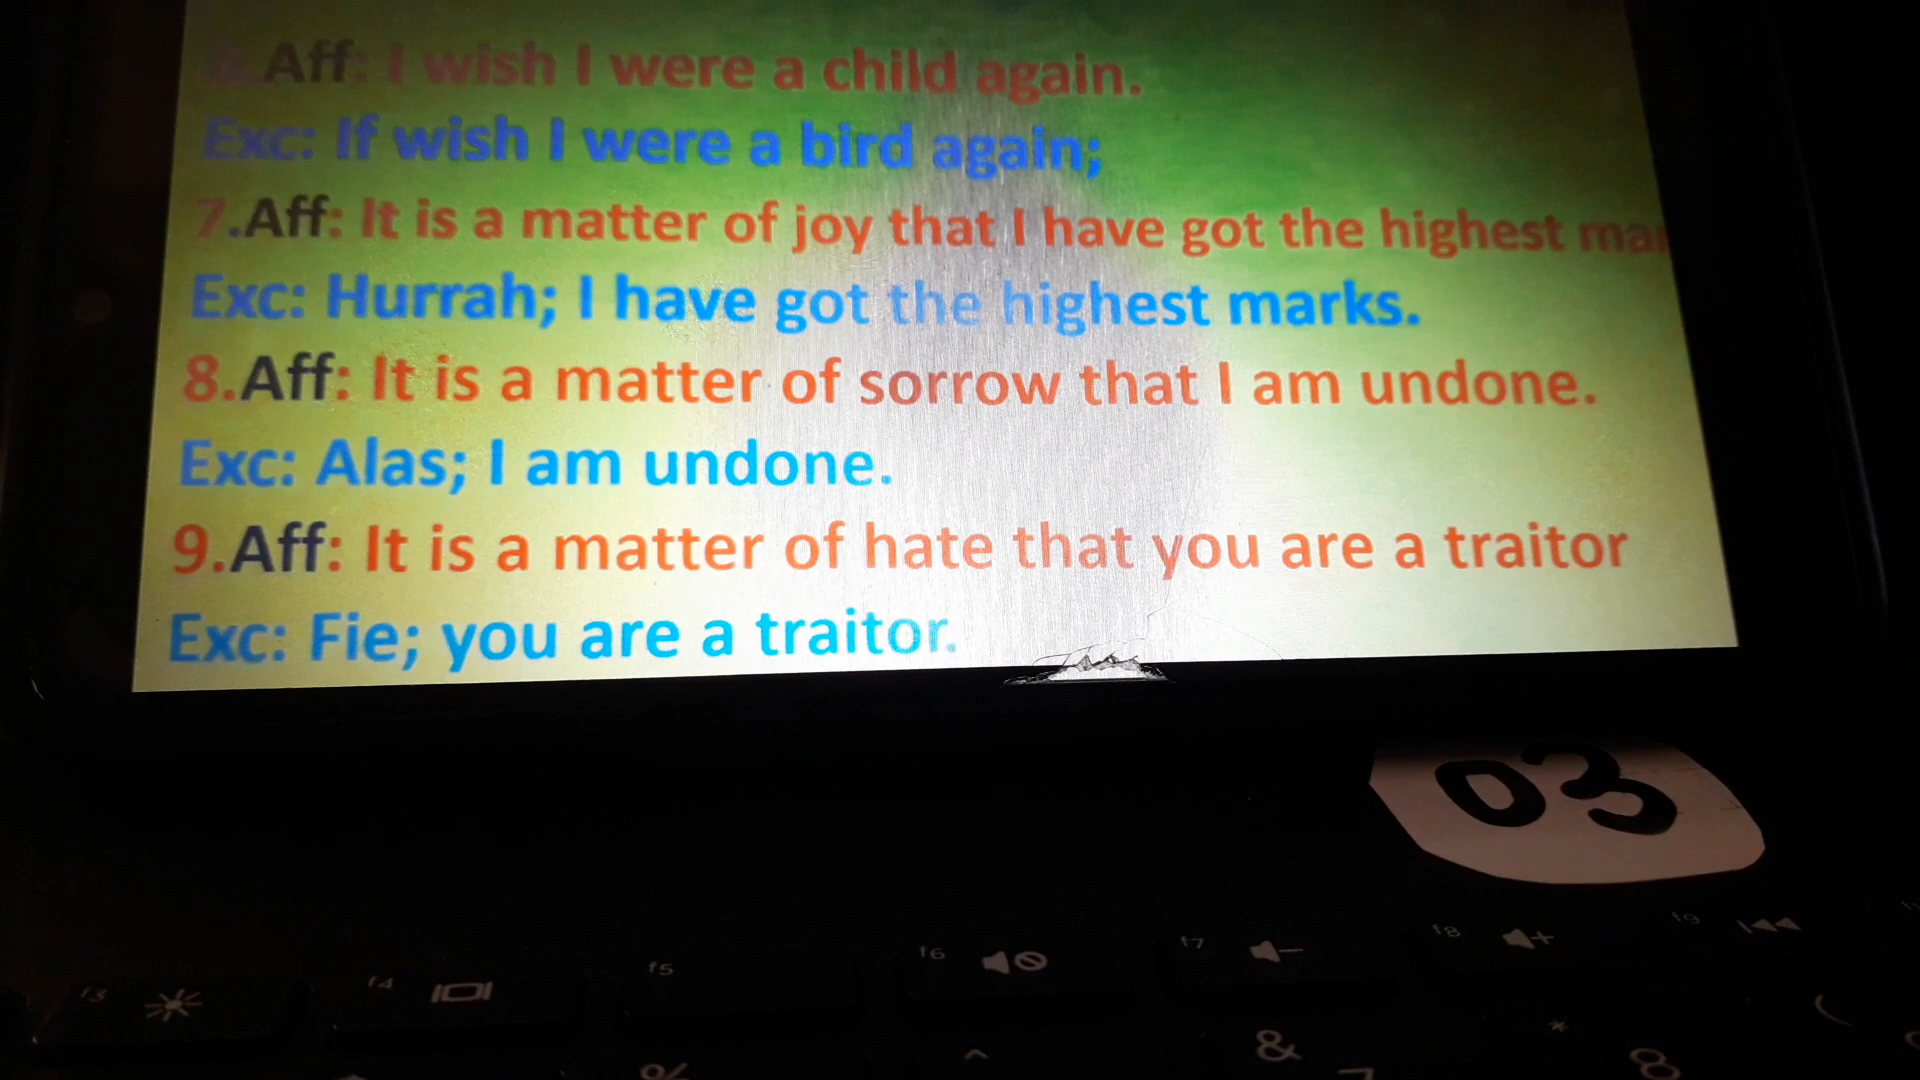 6.Aff: I wish I were a child again.
Exc: If wish I were a bird again;
7.Aff: It is a matter of joy that I have got the highest mar
Exc: Hurrah; I have got the highest marks.
8.Aff: It is a matter of sorrow that I am undone.
Exc: Alas; I am undone.
9.Aff: It is a matter of hate that you are a traitor
Exc: Fie; you are a traitor.
03
f3 f4 f5 f6 f7 f8 f9
% ^ & 7 * 8 (